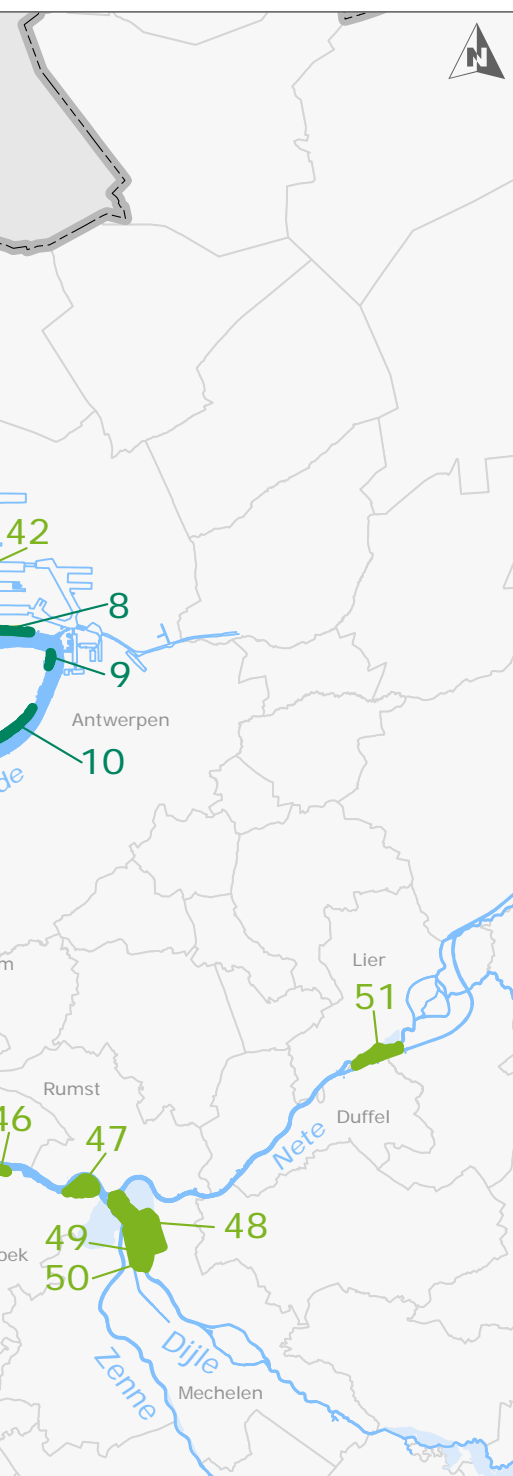 N
42
8
9
Antwerpen
10
de
m
Lier
51
Rumst
46
Duffel
47
Nete
48
49
oek
50
Dijle
Zenne
Mechelen